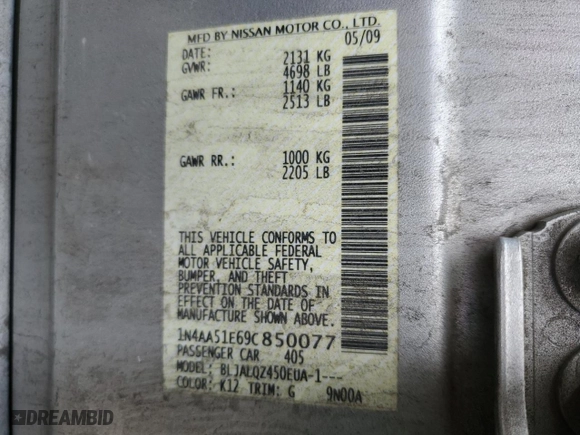 MFD BY NISSAN MOTOR CO., LTD.
DATE: 05/09
GVWR: 2131 KG
4698 LB
GAWR FR.: 1140 KG
2513 LB
GAWR RR.: 1000 KG
2205 LB
THIS VEHICLE CONFORMS TO
ALL APPLICABLE FEDERAL
MOTOR VEHICLE SAFETY,
BUMPER, AND THEFT
PREVENTION STANDARDS IN
EFFECT ON THE DATE OF
MANUFACTURE SHOWN ABOVE.
1N4AA51E69C850077
PASSENGER CAR 405
MODEL: BLJALQZ450EUA-1---
COLOR: K12 TRIM: G 9N00A
DREAMBID